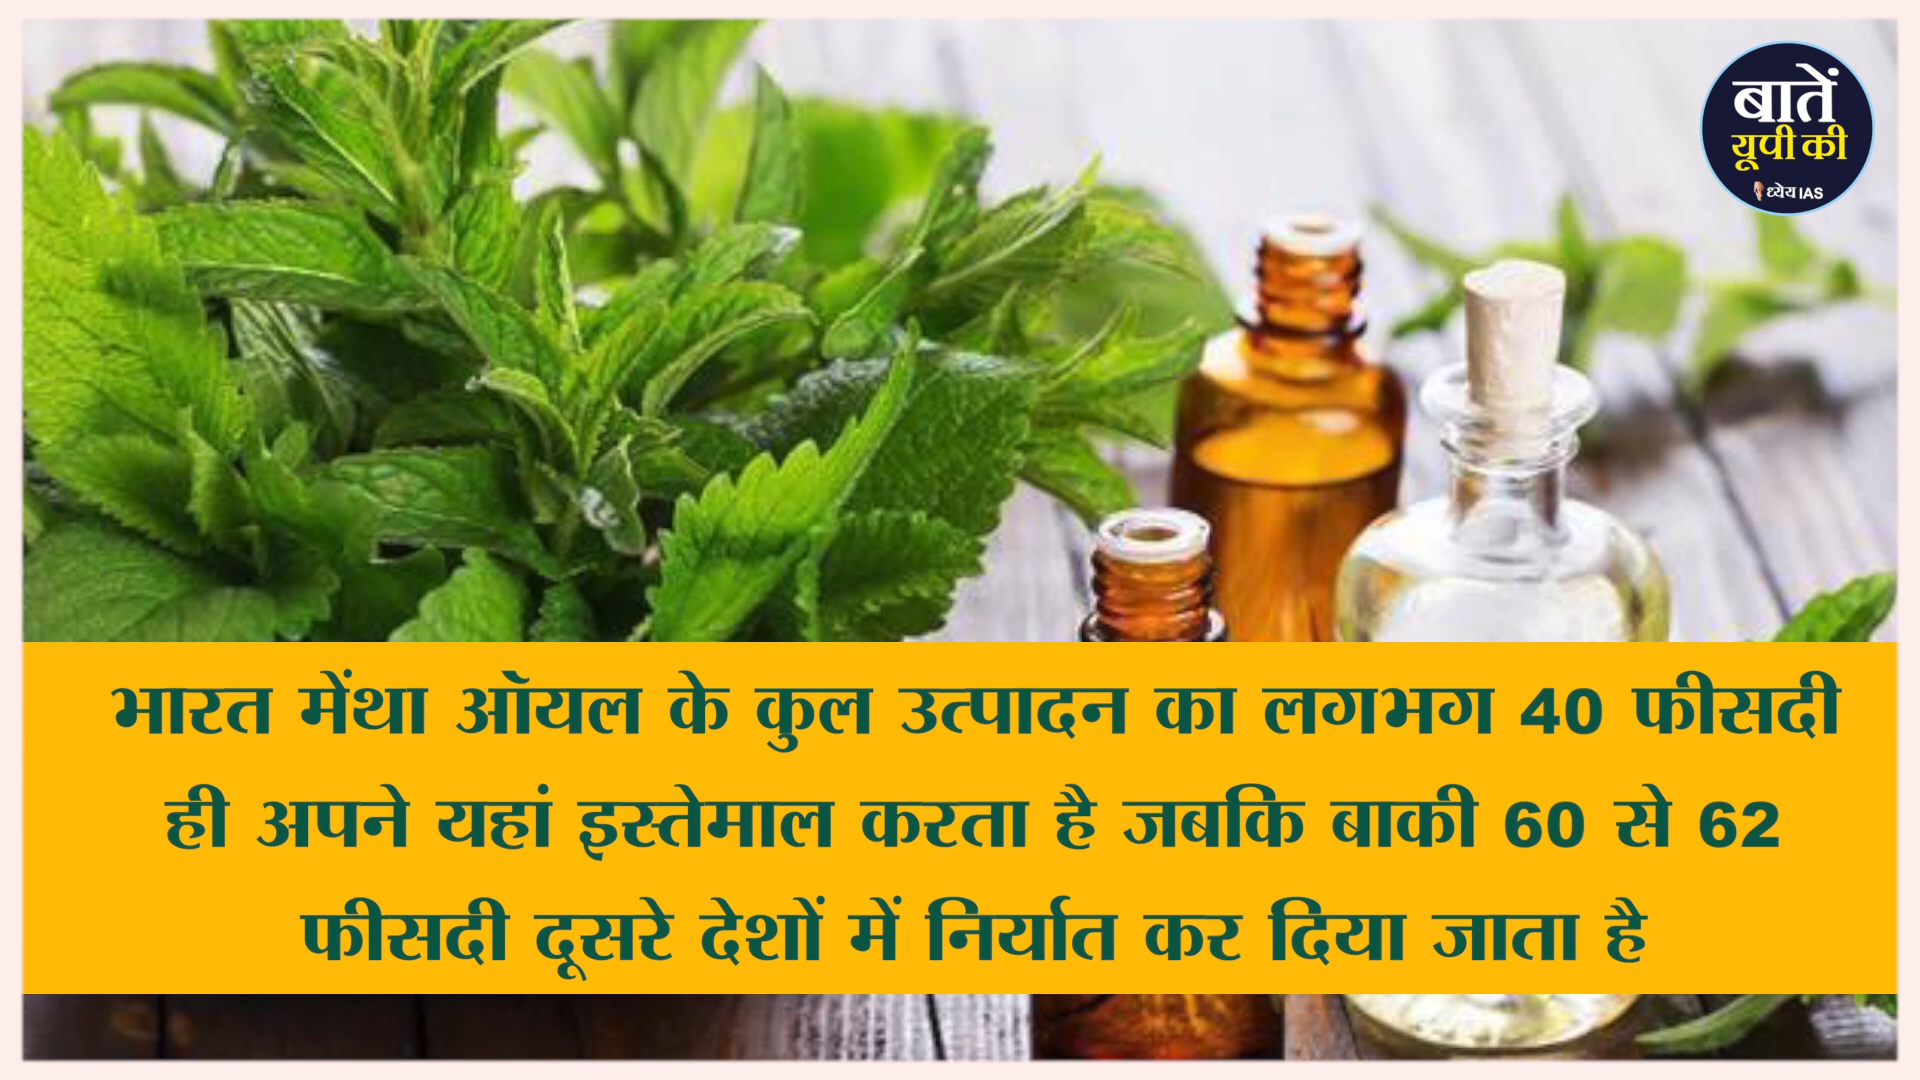 बातें
यूपी की
ध्येय IAS
भारत मेंथा ऑयल के कुल उत्पादन का लगभग 40 फीसदी
ही अपने यहां इस्तेमाल करता है जबकि बाकी 60 से 62
फीसदी दूसरे देशों में निर्यात कर दिया जाता है